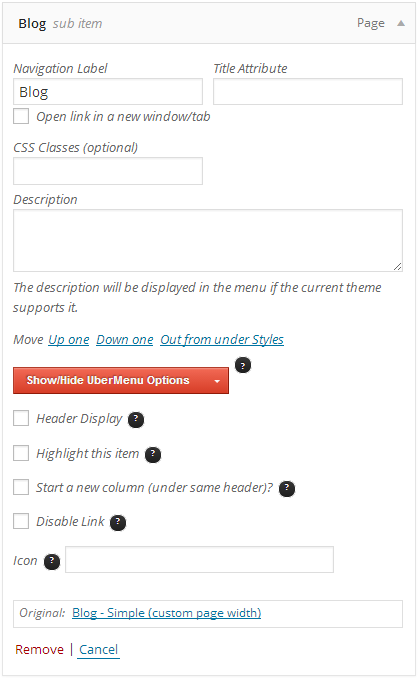 Blog sub item Page
Navigation Label Title Attribute
Blog
Open link in a new window/tab
CSS Classes (optional)
Description
The description will be displayed in the menu if the current theme
supports it.
Move Up one Down one Out from under Styles
Show/Hide UberMenu Options ?
Header Display ?
Highlight this item ?
Start a new column (under same header)? ?
Disable Link ?
Icon ?
Original: Blog - Simple (custom page width)
Remove | Cancel